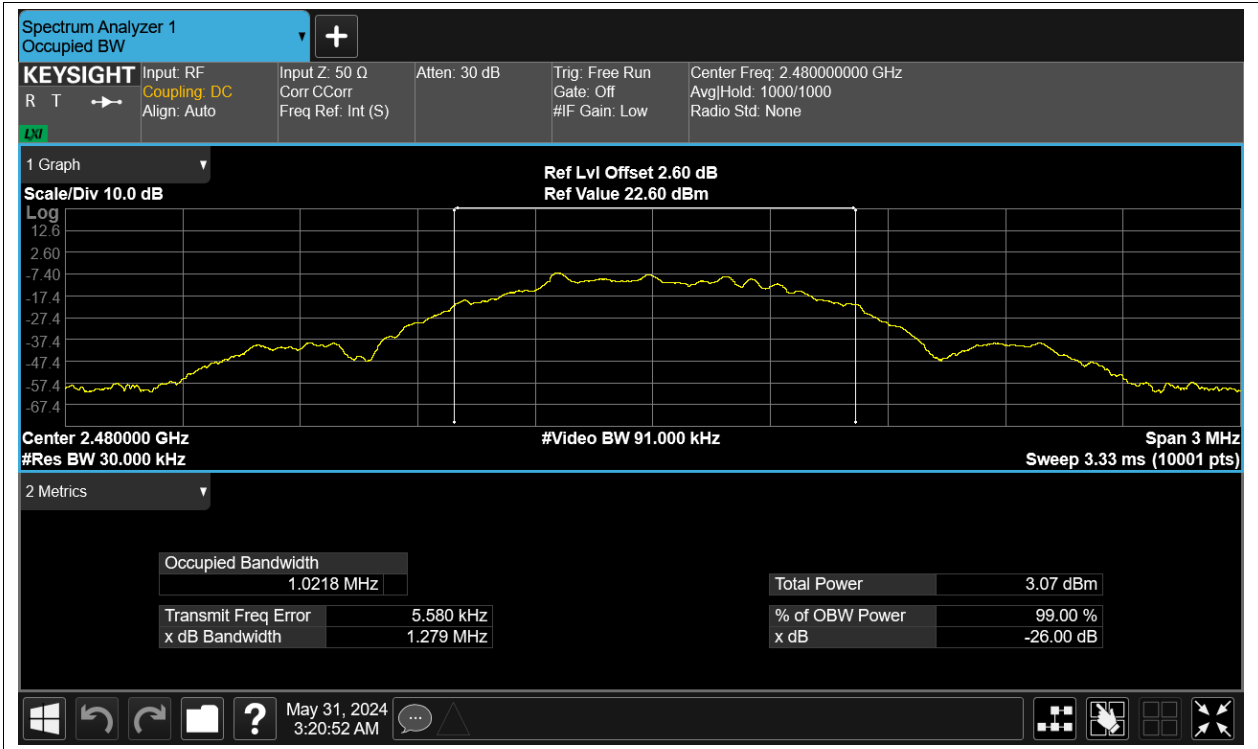 Spectrum Analyzer 1
Occupied BW
KEYSIGHT
R T
LXI
Input: RF
Coupling: DC
Align: Auto
Input Z: 50 Ω
Corr CCorr
Freq Ref: Int (S)
Atten: 30 dB
Trig: Free Run
Gate: Off
#IF Gain: Low
Center Freq: 2.480000000 GHz
Avg|Hold: 1000/1000
Radio Std: None
1 Graph
Ref Lvl Offset 2.60 dB
Scale/Div 10.0 dB
Ref Value 22.60 dBm
Log
12.6
2.60
-7.40
-17.4
-27.4
-37.4
-47.4
-57.4
-67.4
Center 2.480000 GHz
#Video BW 91.000 kHz
Span 3 MHz
#Res BW 30.000 kHz
Sweep 3.33 ms (10001 pts)
2 Metrics
Occupied Bandwidth
1.0218 MHz
Total Power 3.07 dBm
Transmit Freq Error 5.580 kHz
% of OBW Power 99.00 %
x dB Bandwidth 1.279 MHz
x dB -26.00 dB
?
May 31, 2024
3:20:52 AM